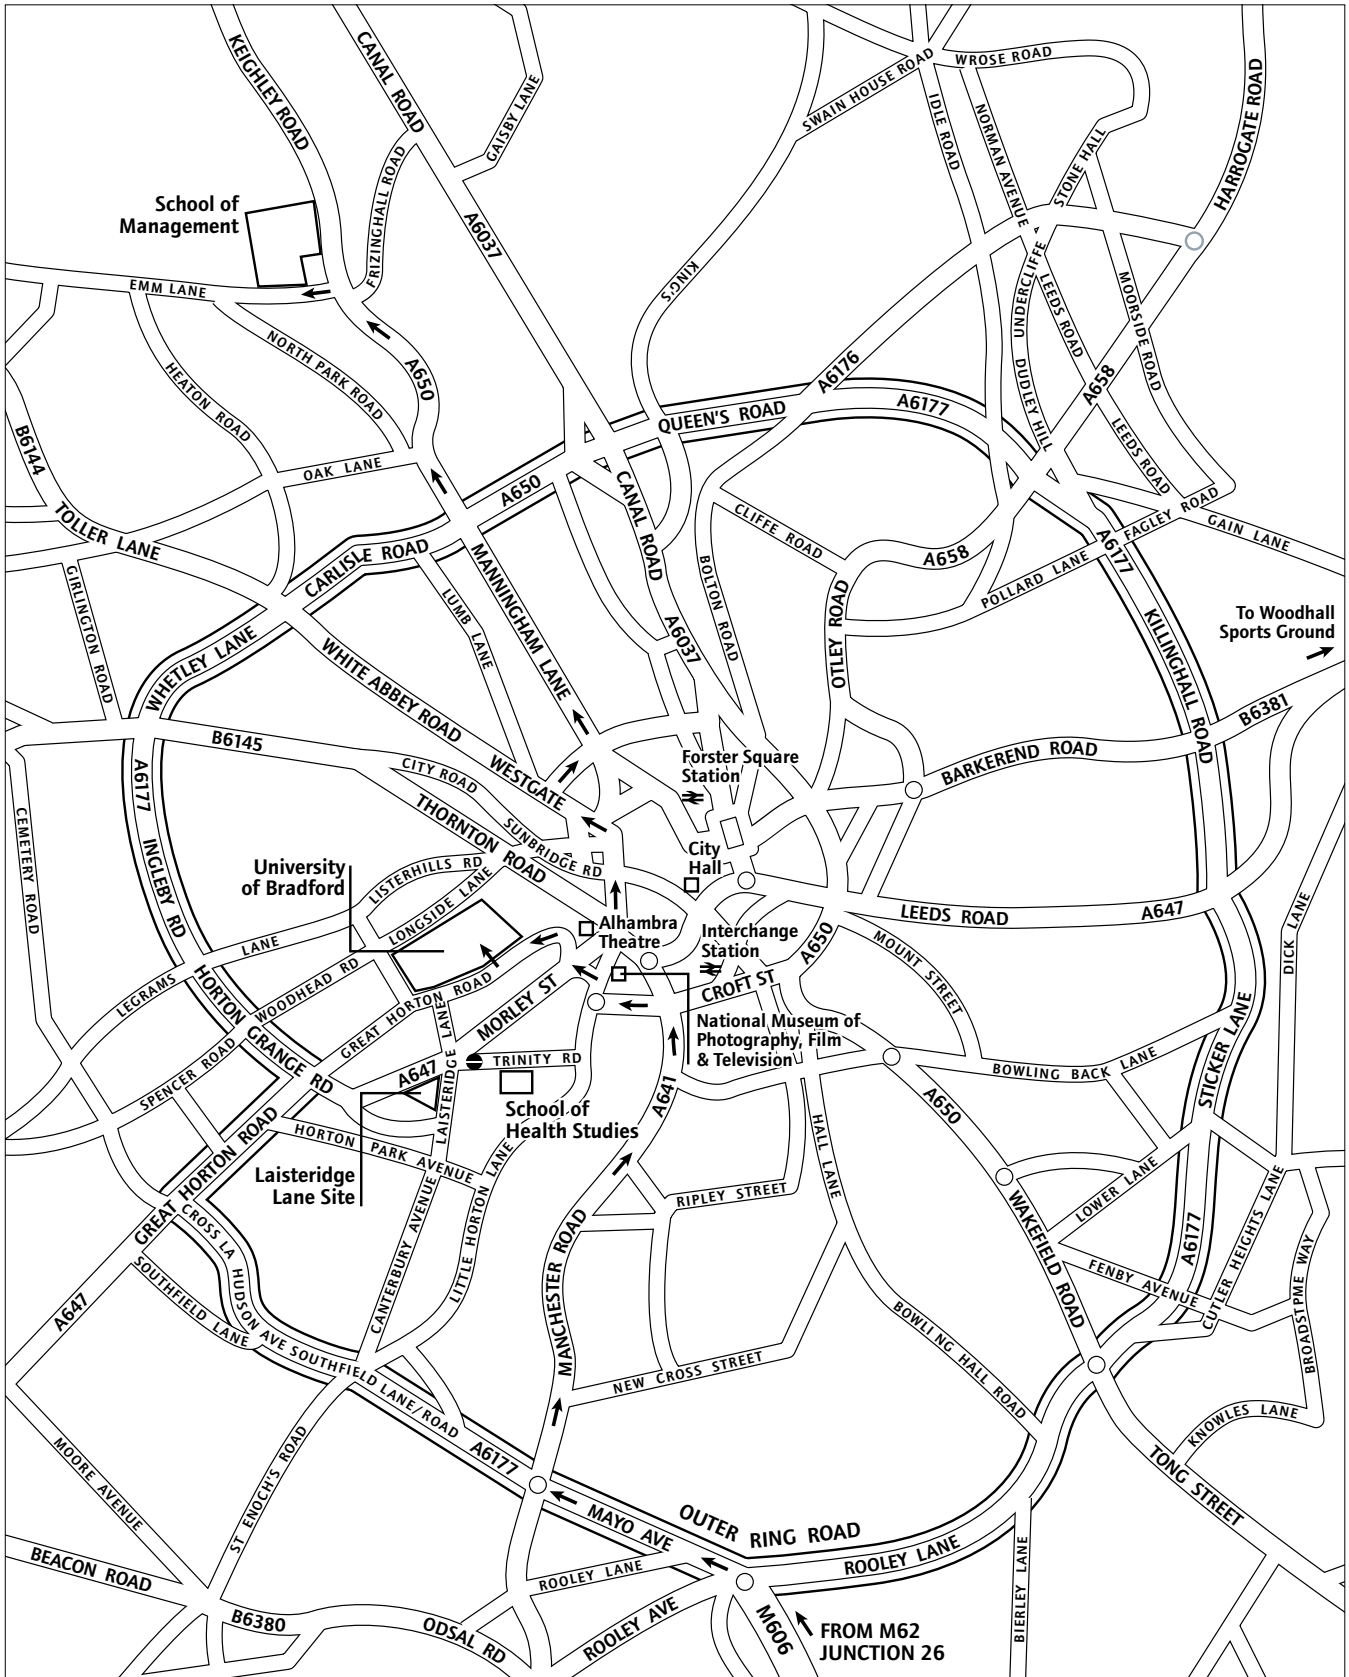 KEIGHLEY ROAD
CANAL ROAD
GAISBY LANE
SWAIN HOUSE ROAD
WROSE ROAD
IDLE ROAD
NORMAN AVENUE
STONE HALL
HARROGATE ROAD
School of
Management
FRIZINGHALL ROAD
A6037
KING'S
UNDERCLIFFE
LEEDS ROAD
MOORSIDE ROAD
EMM LANE
NORTH PARK ROAD
HEATON ROAD
A650
A6176
A6177
QUEEN'S ROAD
DUDLEY HILL
A658
LEEDS ROAD
B6144
OAK LANE
A650
CANAL ROAD
CLIFFE ROAD
FAGLEY ROAD
GAIN LANE
TOLLER LANE
CARLISLE ROAD
MANNINGHAM LANE
BOLTON ROAD
A658
POLLARD LANE
A6177
GIRLINGTON ROAD
LUMB LANE
A6037
OTLEY ROAD
KILLINGHALL ROAD
To Woodhall
Sports Ground
WHETLEY LANE
WHITE ABBEY ROAD
B6381
B6145
BARKEREND ROAD
A6177
CITY ROAD
WESTGATE
Forster Square
Station
CEMETERY ROAD
INGLEBY RD
THORNTON ROAD
SUNBRIDGE RD
City
Hall
University
of Bradford
LISTERHILLS RD
LONGSIDE LANE
Alhambra
Theatre
Interchange
Station
A650
LEEDS ROAD
A647
DICK LANE
LEGRAMS
LANE
WOODHEAD RD
GREAT HORTON ROAD
MORLEY ST
CROFT ST
MOUNT STREET
HORTON GRANGE RD
National Museum of
Photography, Film
& Television
SPENCER ROAD
A647
LAISTERIDGE LANE
TRINITY RD
A641
BOWLING BACK LANE
STICKER LANE
School of
Health Studies
A650
GREAT HORTON ROAD
HORTON PARK AVENUE
HALL LANE
Laisteridge
Lane Site
RIPLEY STREET
LOWER LANE
CROSS LA
CANTERBURY AVENUE
LITTLE HORTON LANE
MANCHESTER ROAD
WAKEFIELD ROAD
A6177
CUTLER HEIGHTS LANE
BROADSTPME WAY
A647
SOUTHFIELD LANE
HUDSON AVE
FENBY AVENUE
SOUTHFIELD LANE/ROAD
NEW CROSS STREET
BOWLING HALL ROAD
KNOWLES LANE
MOORE AVENUE
ST ENOCH'S ROAD
A6177
TONG STREET
MAYO AVE
OUTER RING ROAD
BEACON ROAD
ROOLEY LANE
ROOLEY LANE
BIERLEY LANE
B6380
ODSAL RD
ROOLEY AVE
M606
FROM M62
JUNCTION 26